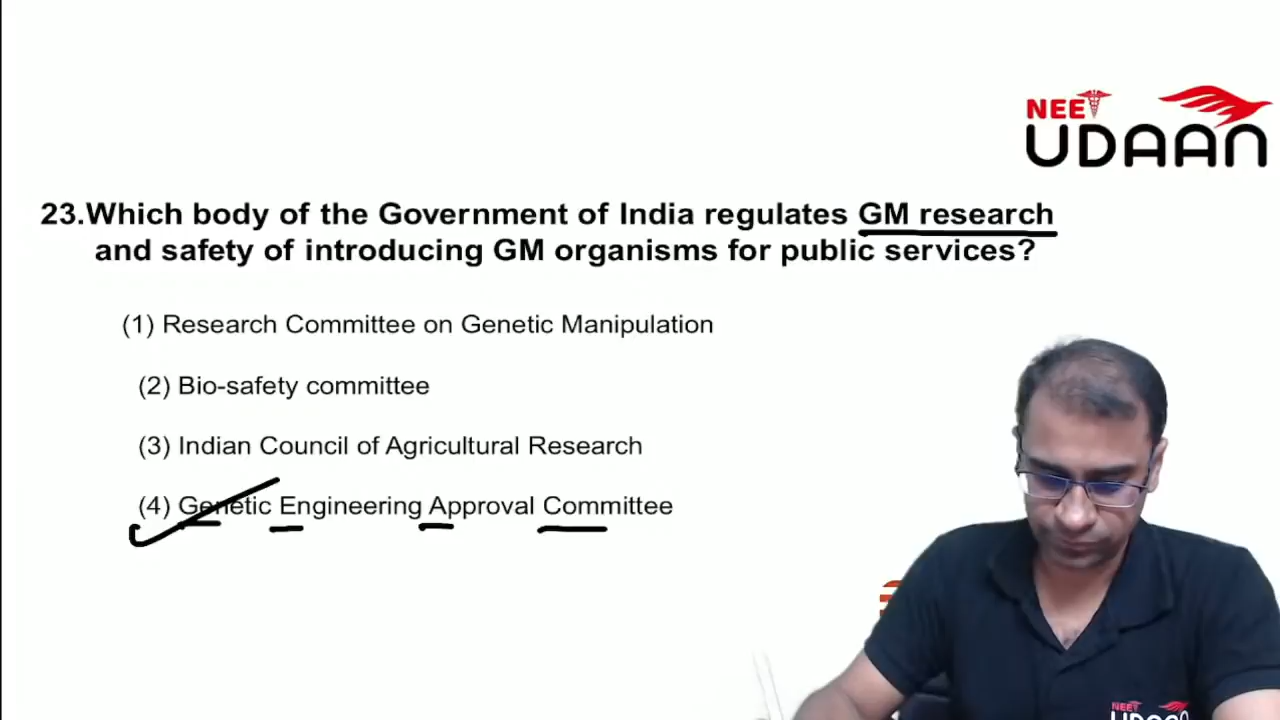 NEET
UDAAN
23.Which body of the Government of India regulates GM research
and safety of introducing GM organisms for public services?
(1) Research Committee on Genetic Manipulation
(2) Bio-safety committee
(3) Indian Council of Agricultural Research
(4) Genetic Engineering Approval Committee
NEET
UDAAN